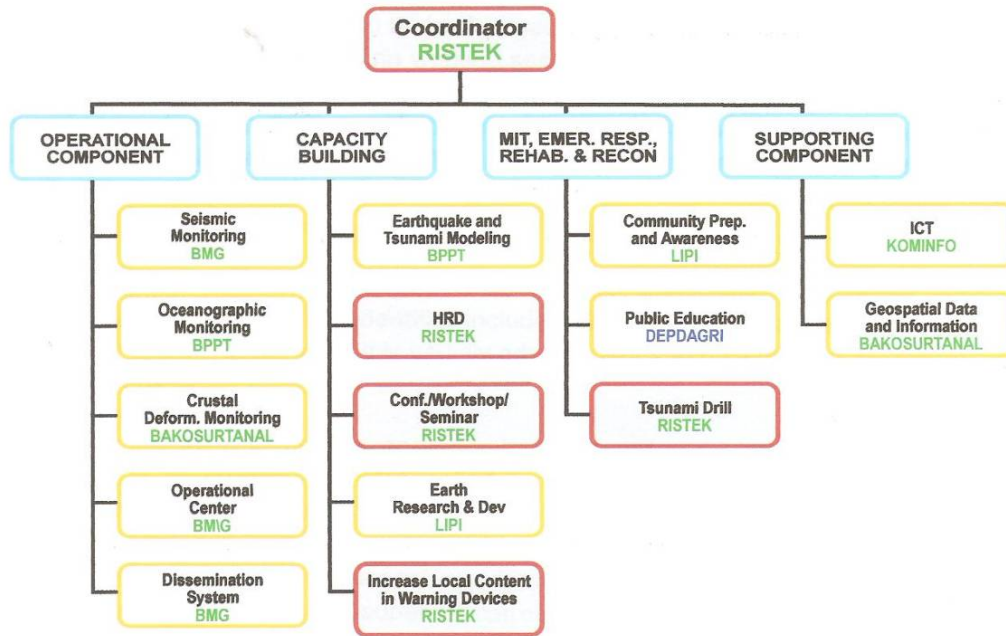 Coordinator
RISTEK
OPERATIONAL
COMPONENT
Seismic
Monitoring
BMG
Oceanographic
Monitoring
BPPT
Crustal
Deform. Monitoring
BAKOSURTANAL
Operational
Center
BM\G
Dissemination
System
BMG
CAPACITY
BUILDING
Earthquake and
Tsunami Modeling
BPPT
HRD
RISTEK
Conf./Workshop/
Seminar
RISTEK
Earth
Research & Dev
LIPI
Increase Local Content
in Warning Devices
RISTEK
MIT, EMER. RESP.,
REHAB. & RECON
Community Prep.
and Awareness
LIPI
Public Education
DEPDAGRI
Tsunami Drill
RISTEK
SUPPORTING
COMPONENT
ICT
KOMINFO
Geospatial Data
and Information
BAKOSURTANAL